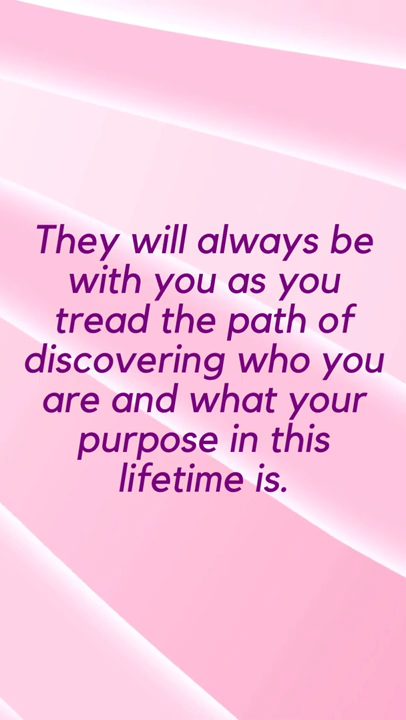 They will always be
with you as you
tread the path of
discovering who you
are and what your
purpose in this
lifetime is.